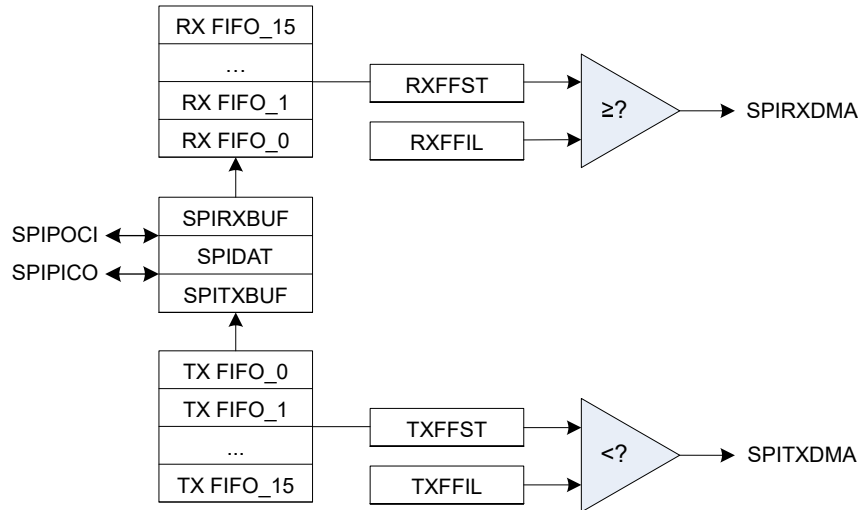 RX FIFO_15
...
RX FIFO_1
RX FIFO_0
RXFFST
RXFFIL
≥?
SPIRXDMA
SPIPOCI
SPIPICO
SPIRXBUF
SPIDAT
SPITXBUF
TX FIFO_0
TX FIFO_1
...
TX FIFO_15
TXFFST
TXFFIL
<?
SPITXDMA